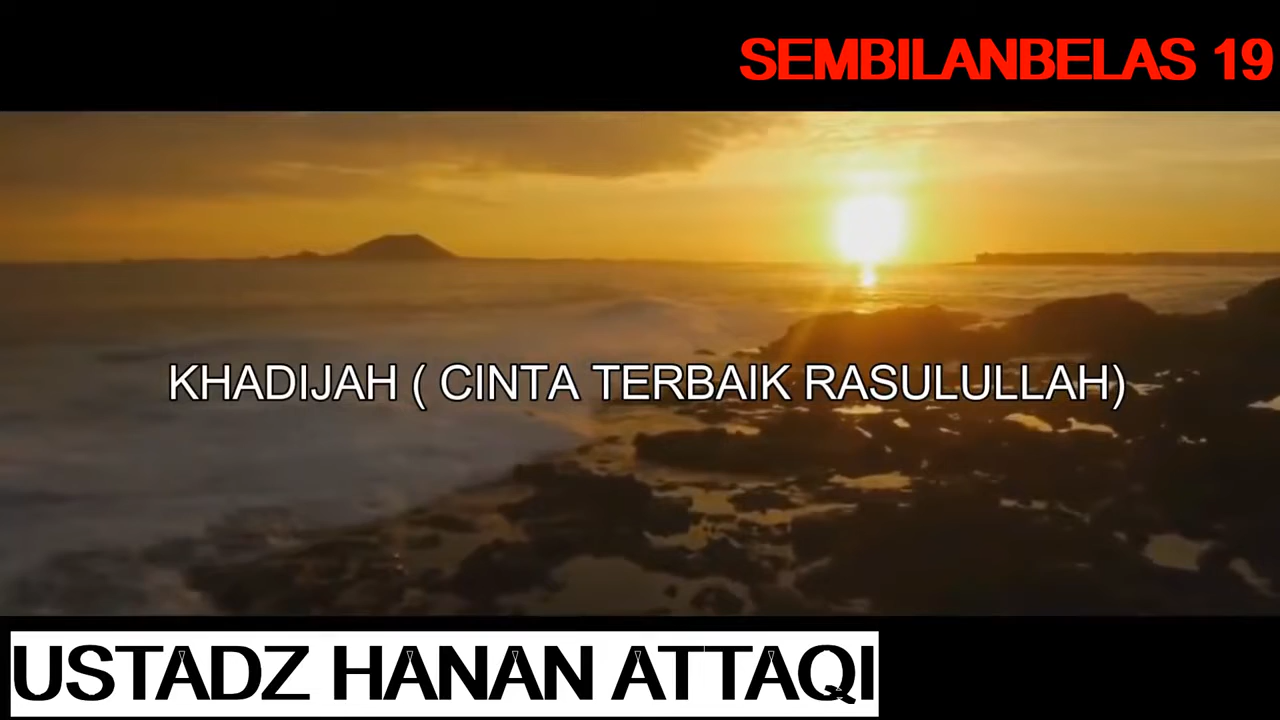 SEMBILANBELAS 19
KHADIJAH ( CINTA TERBAIK RASULULLAH)
USTADZ HANAN ATTAQI